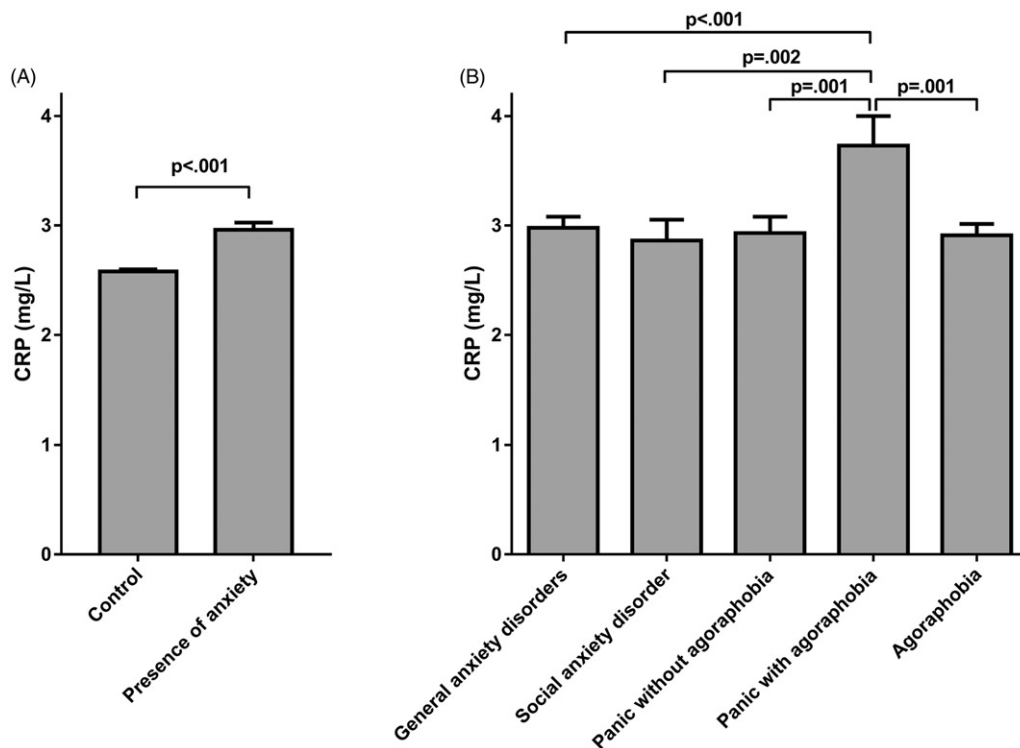 (A)
p<.001
CRP (mg/L)
4
3
2
1
0
Control
Presence of anxiety
(B)
p<.001
p=.002
p=.001 p=.001
CRP (mg/L)
4
3
2
1
0
General anxiety disorders
Social anxiety disorder
Panic without agoraphobia
Panic with agoraphobia
Agoraphobia